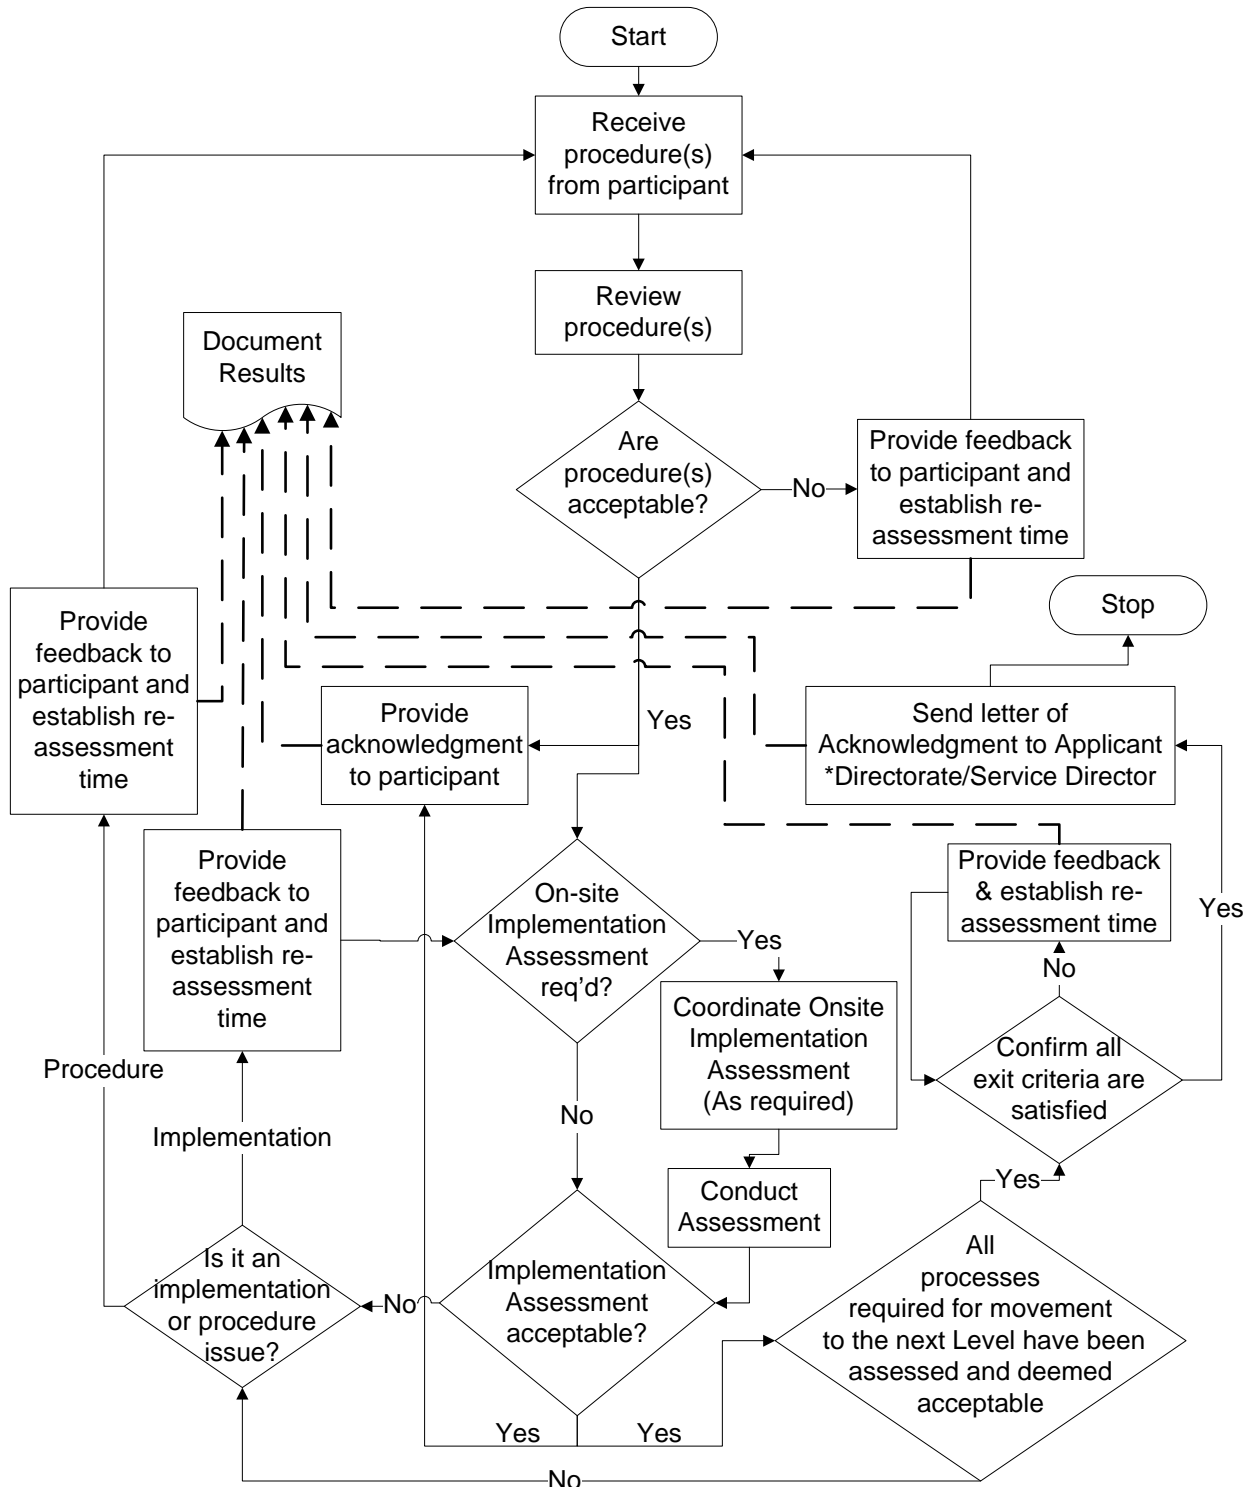 Start
Receive
procedure(s)
from participant
Review
procedure(s)
Document
Results
Are
procedure(s)
acceptable?
No
Provide feedback
to participant and
establish re-
assessment time
Provide
feedback to
participant and
establish re-
assessment
time
Stop
Yes
Provide
acknowledgment
to participant
Send letter of
Acknowledgment to Applicant
*Directorate/Service Director
Provide
feedback to
participant and
establish re-
assessment
time
On-site
Implementation
Assessment
req'd?
Yes
Provide feedback
& establish re-
assessment time
Yes
No
Coordinate Onsite
Implementation
Assessment
(As required)
Confirm all
exit criteria are
satisfied
Procedure
Implementation
No
Conduct
Assessment
Yes
Is it an
implementation
or procedure
issue?
No
Implementation
Assessment
acceptable?
All
processes
required for movement
to the next Level have been
assessed and deemed
acceptable
Yes
Yes
No